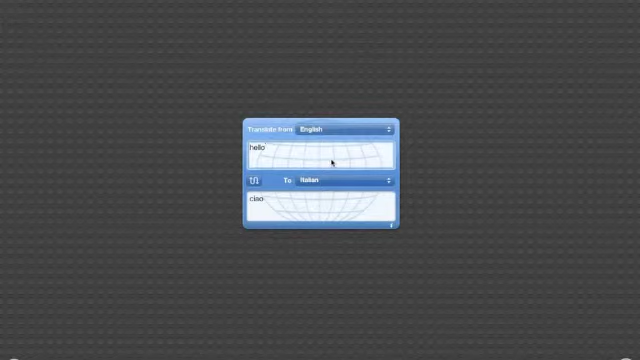 Translate from English
hello
To Italian
ciao